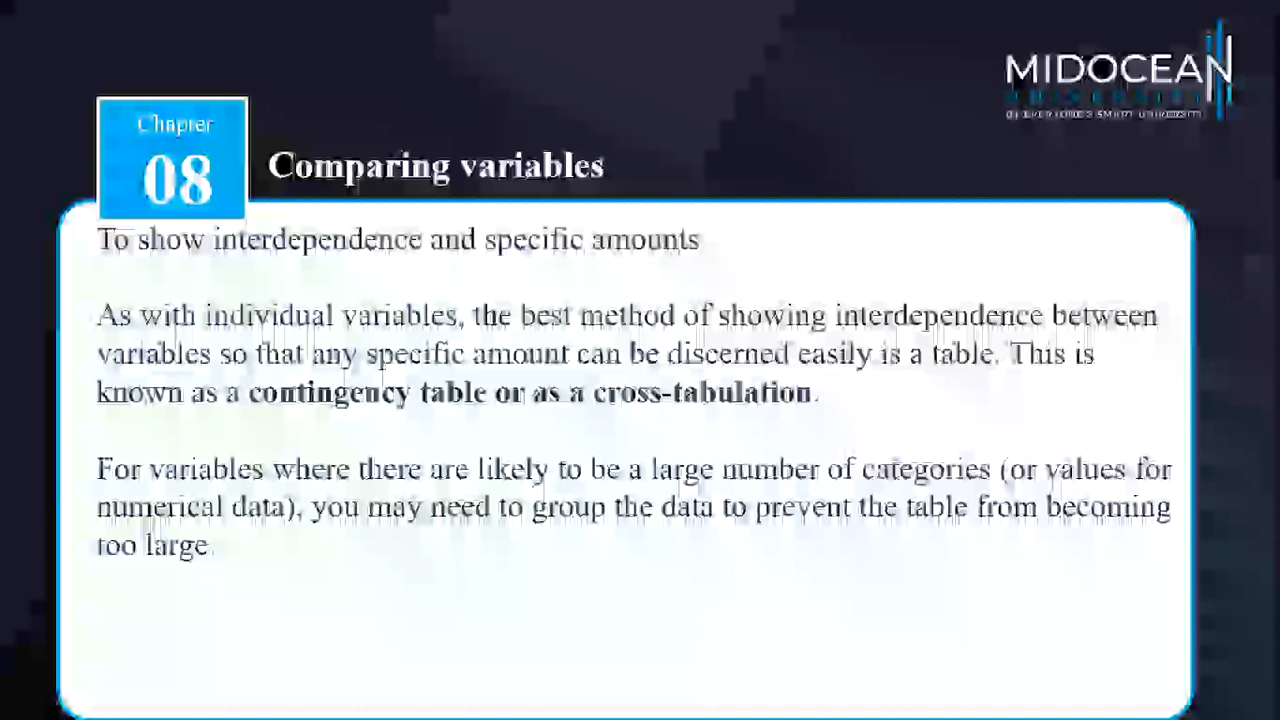 MIDOCEAN
UNIVERSITY
Chapter
08
Comparing variables
To show interdependence and specific amounts
As with individual variables, the best method of showing interdependence between
variables so that any specific amount can be discerned easily is a table. This is
known as a contingency table or as a cross-tabulation.
For variables where there are likely to be a large number of categories (or values for
numerical data), you may need to group the data to prevent the table from becoming
too large.